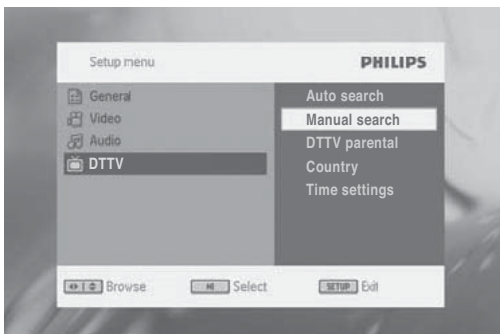 Setup menu
PHILIPS
General
Video
Audio
DTTV
Auto search
Manual search
DTTV parental
Country
Time settings
Browse
Select
SETUP Exit